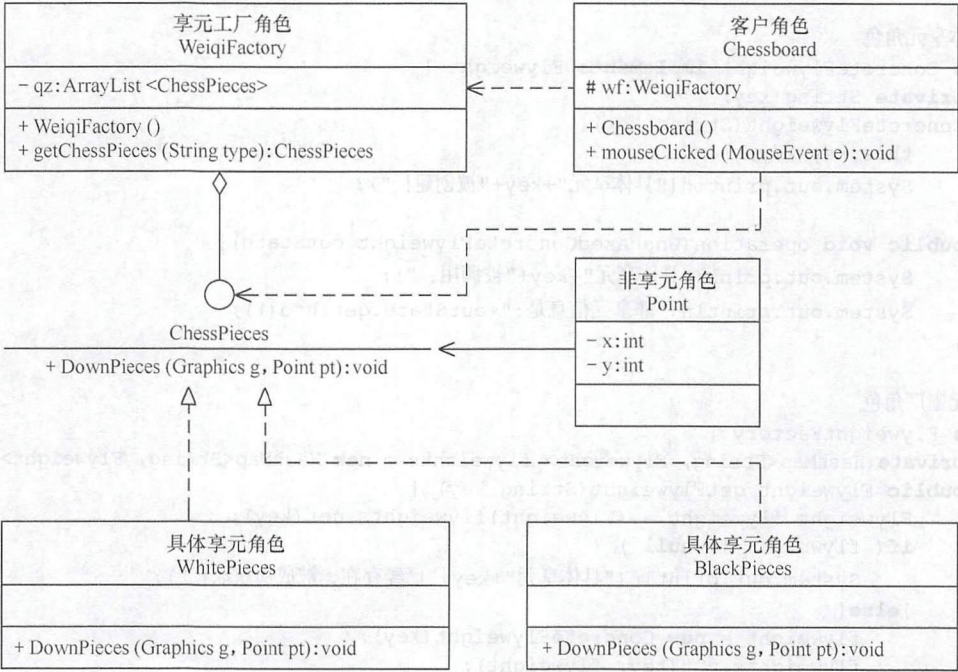 享元工厂角色
WeiqiFactory
- qz:ArrayList <ChessPieces>
+ WeiqiFactory ()
+ getChessPieces (String type):ChessPieces
客户角色
Chessboard
# wf:WeiqiFactory
+ Chessboard ()
+ mouseClicked (MouseEvent e):void
ChessPieces
+ DownPieces (Graphics g, Point pt):void
非享元角色
Point
- x:int
- y:int
具体享元角色
WhitePieces
+ DownPieces (Graphics g, Point pt):void
具体享元角色
BlackPieces
+ DownPieces (Graphics g, Point pt):void